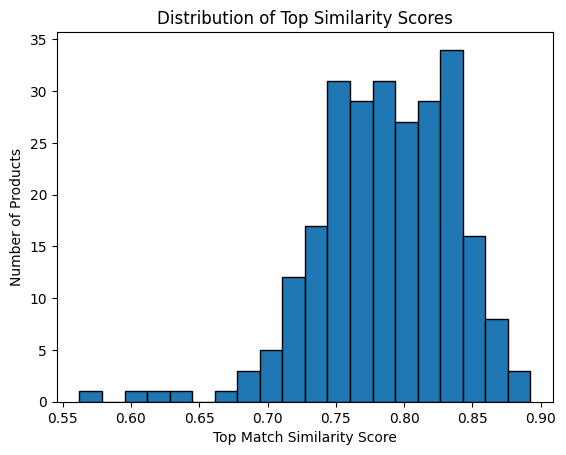 Distribution of Top Similarity Scores
35
30
25
20
15
10
5
0
Number of Products
0.55 0.60 0.65 0.70 0.75 0.80 0.85 0.90
Top Match Similarity Score